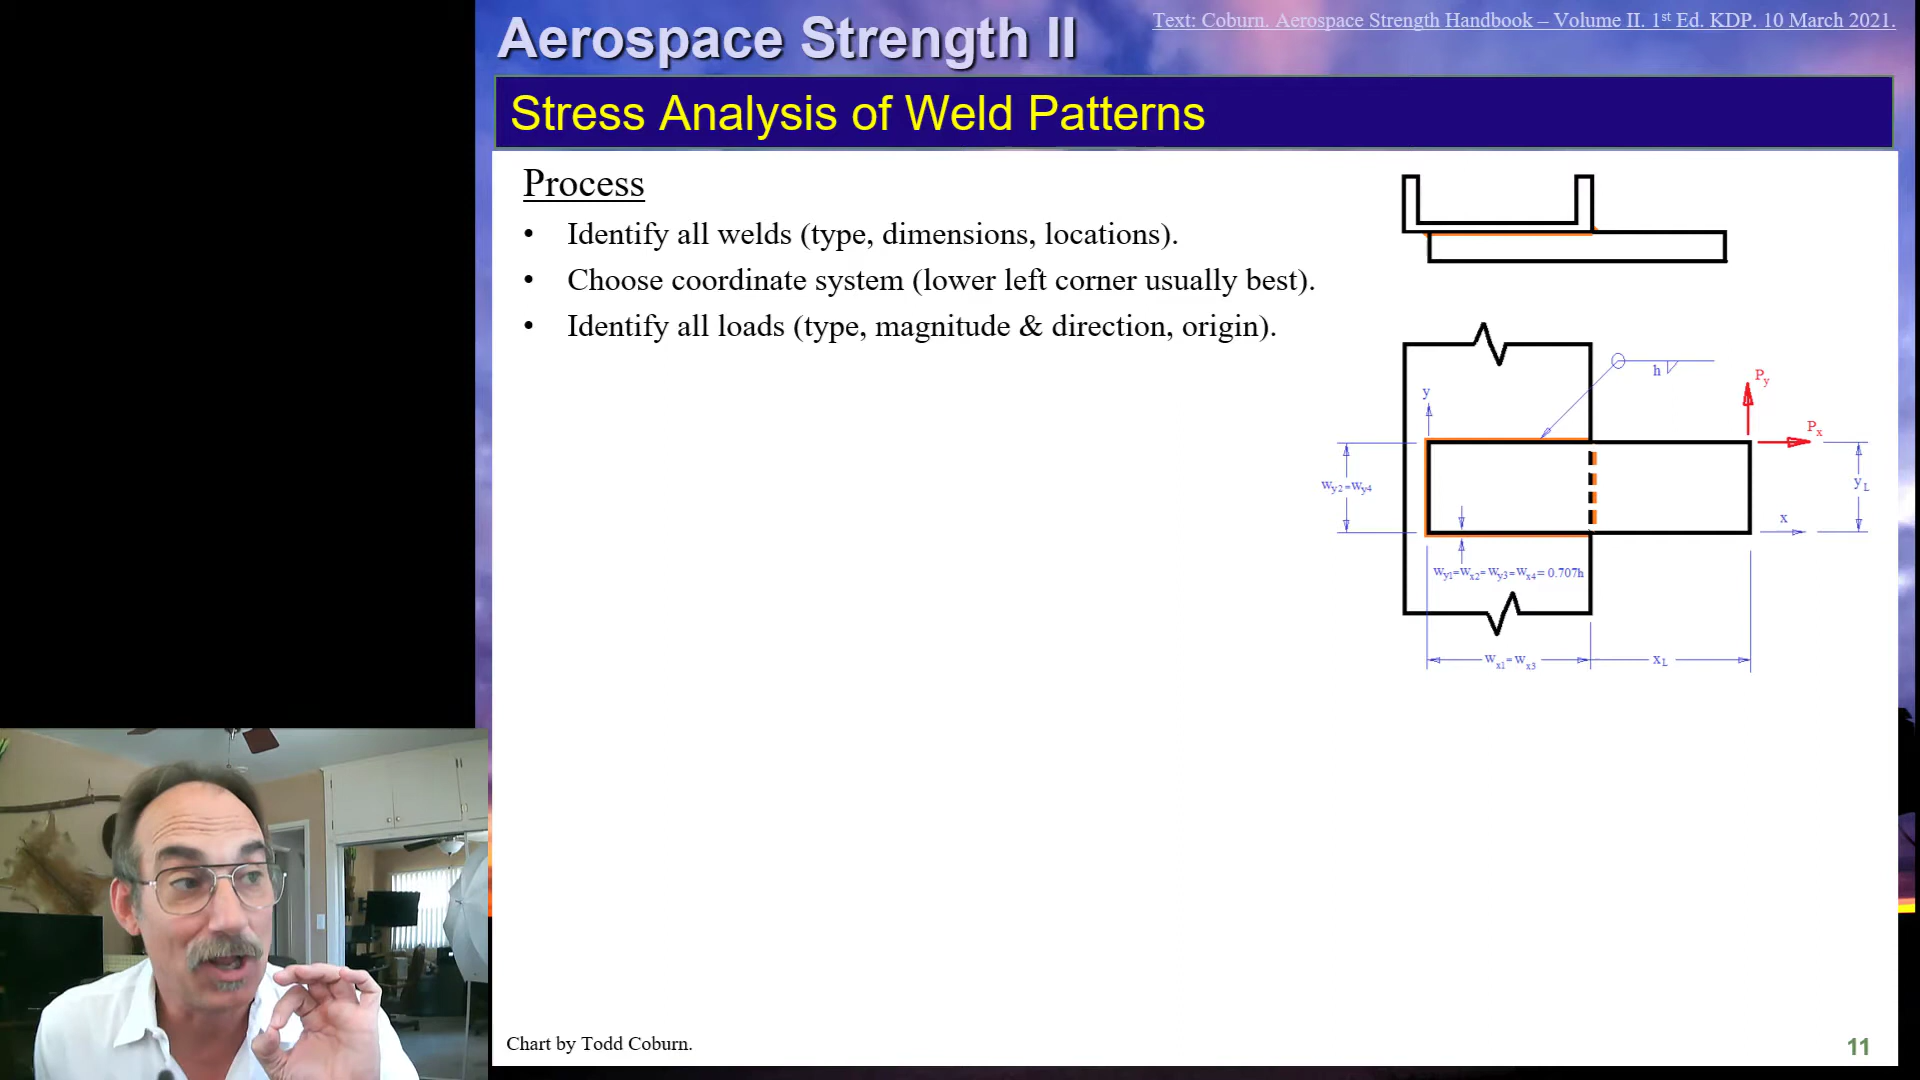 Text: Coburn. Aerospace Strength Handbook – Volume II. 1st Ed. KDP. 10 March 2021.
Aerospace Strength II
Stress Analysis of Weld Patterns
Process
• Identify all welds (type, dimensions, locations).
• Choose coordinate system (lower left corner usually best).
• Identify all loads (type, magnitude & direction, origin).
h
Py
y
Px
wy2=wy4
yL
x
wy1=wx2=wy3=wx4= 0.707h
wx1=wx3
xL
Chart by Todd Coburn.
11